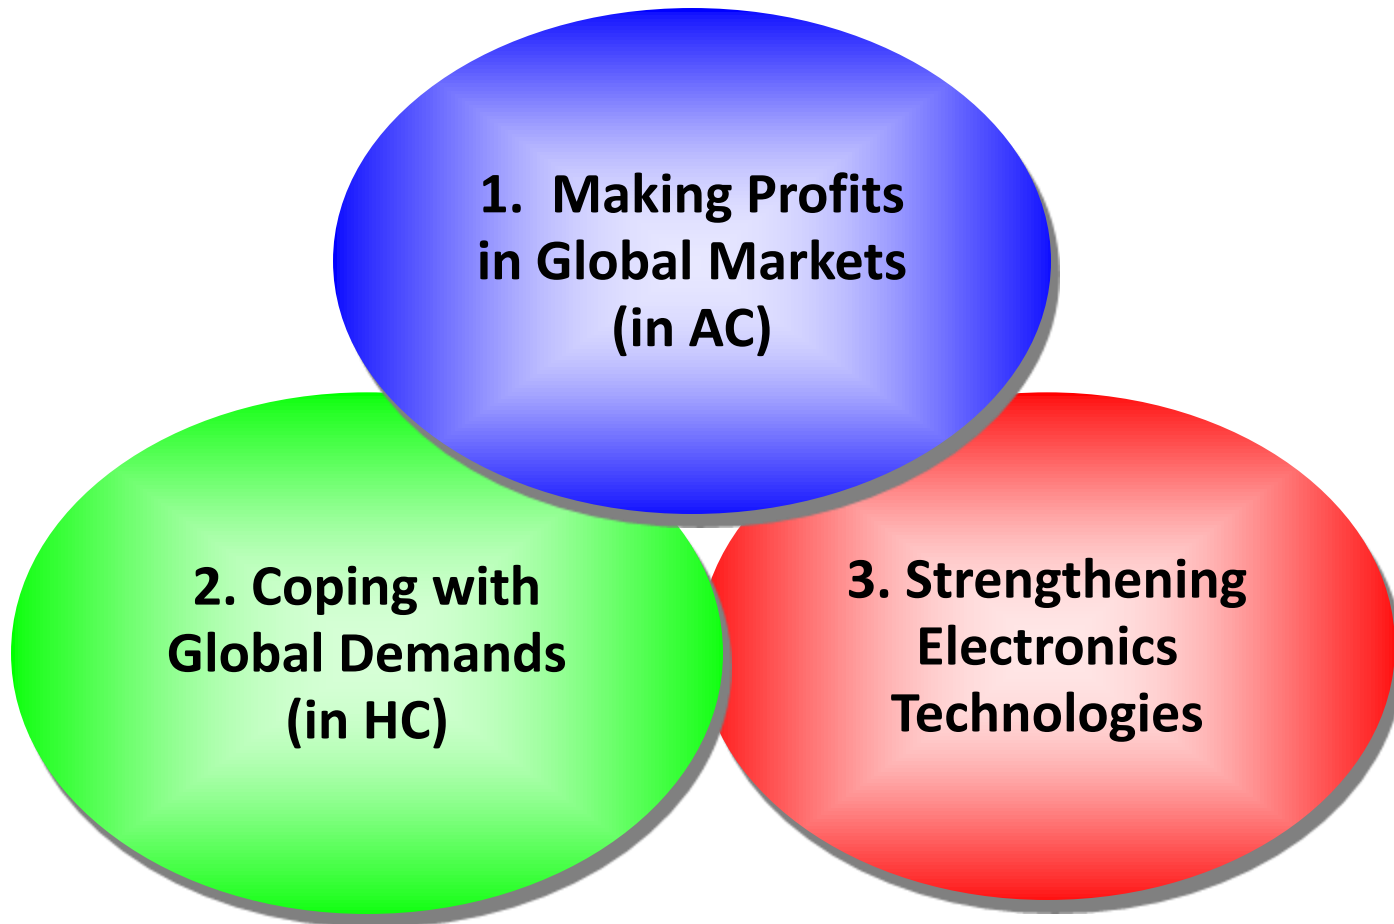 1.  Making Profits
in Global Markets
(in AC)
2. Coping with
Global Demands
(in HC)
3. Strengthening
Electronics
Technologies